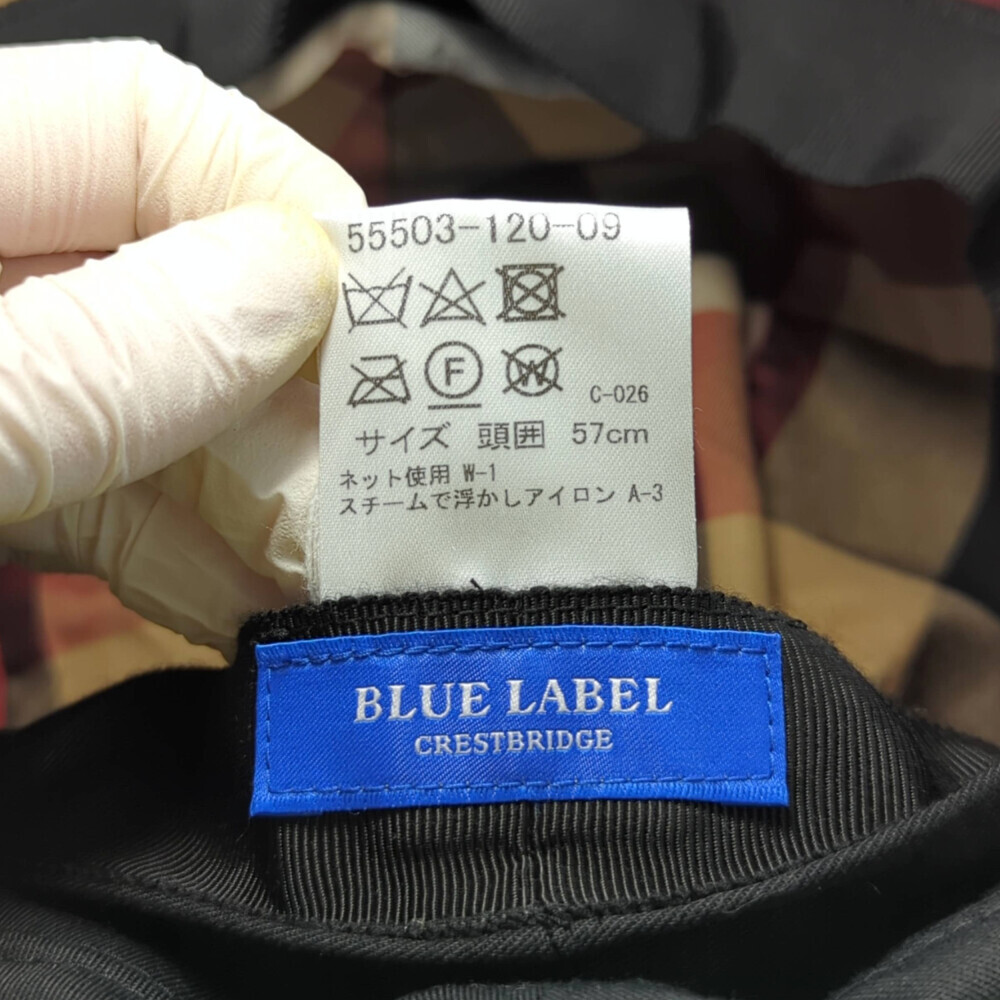 55503-120-09
F
W
C-026
サイズ 頭囲 57cm
ネット使用 W-1
スチームで浮かしアイロン A-3
BLUE LABEL
CRESTBRIDGE